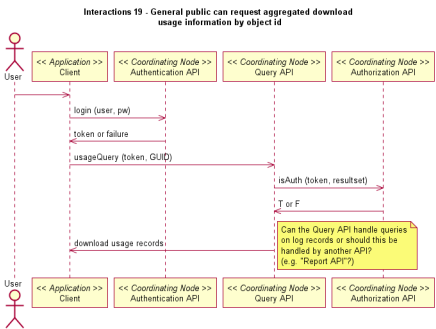 Interactions 19 - General public can request aggregated download
usage information by object id
User
<< Application >>
Client
<< Coordinating Node >>
Authentication API
<< Coordinating Node >>
Query API
<< Coordinating Node >>
Authorization API
login (user, pw)
token or failure
usageQuery (token, GUID)
isAuth (token, resultset)
T or F
Can the Query API handle queries
on log records or should this be
handled by another API?
(e.g. "Report API"?)
download usage records
User
<< Application >>
Client
<< Coordinating Node >>
Authentication API
<< Coordinating Node >>
Query API
<< Coordinating Node >>
Authorization API